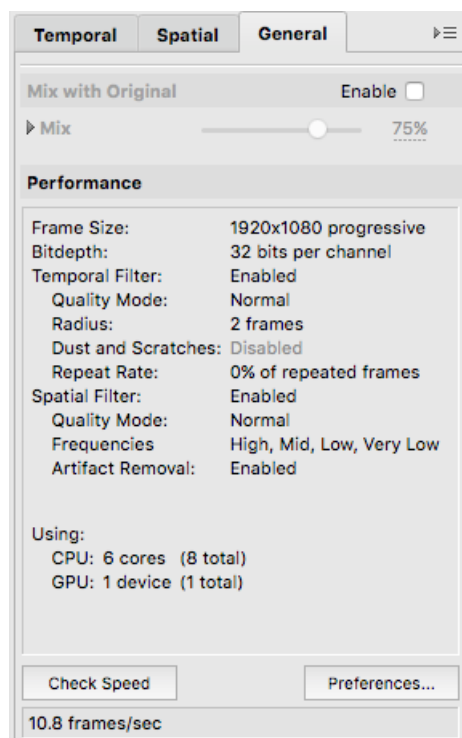 Temporal Spatial General
Mix with Original Enable
Mix 75%
Performance
Frame Size: 1920x1080 progressive
Bitdepth: 32 bits per channel
Temporal Filter: Enabled
Quality Mode: Normal
Radius: 2 frames
Dust and Scratches: Disabled
Repeat Rate: 0% of repeated frames
Spatial Filter: Enabled
Quality Mode: Normal
Frequencies High, Mid, Low, Very Low
Artifact Removal: Enabled
Using:
CPU: 6 cores (8 total)
GPU: 1 device (1 total)
Check Speed Preferences...
10.8 frames/sec